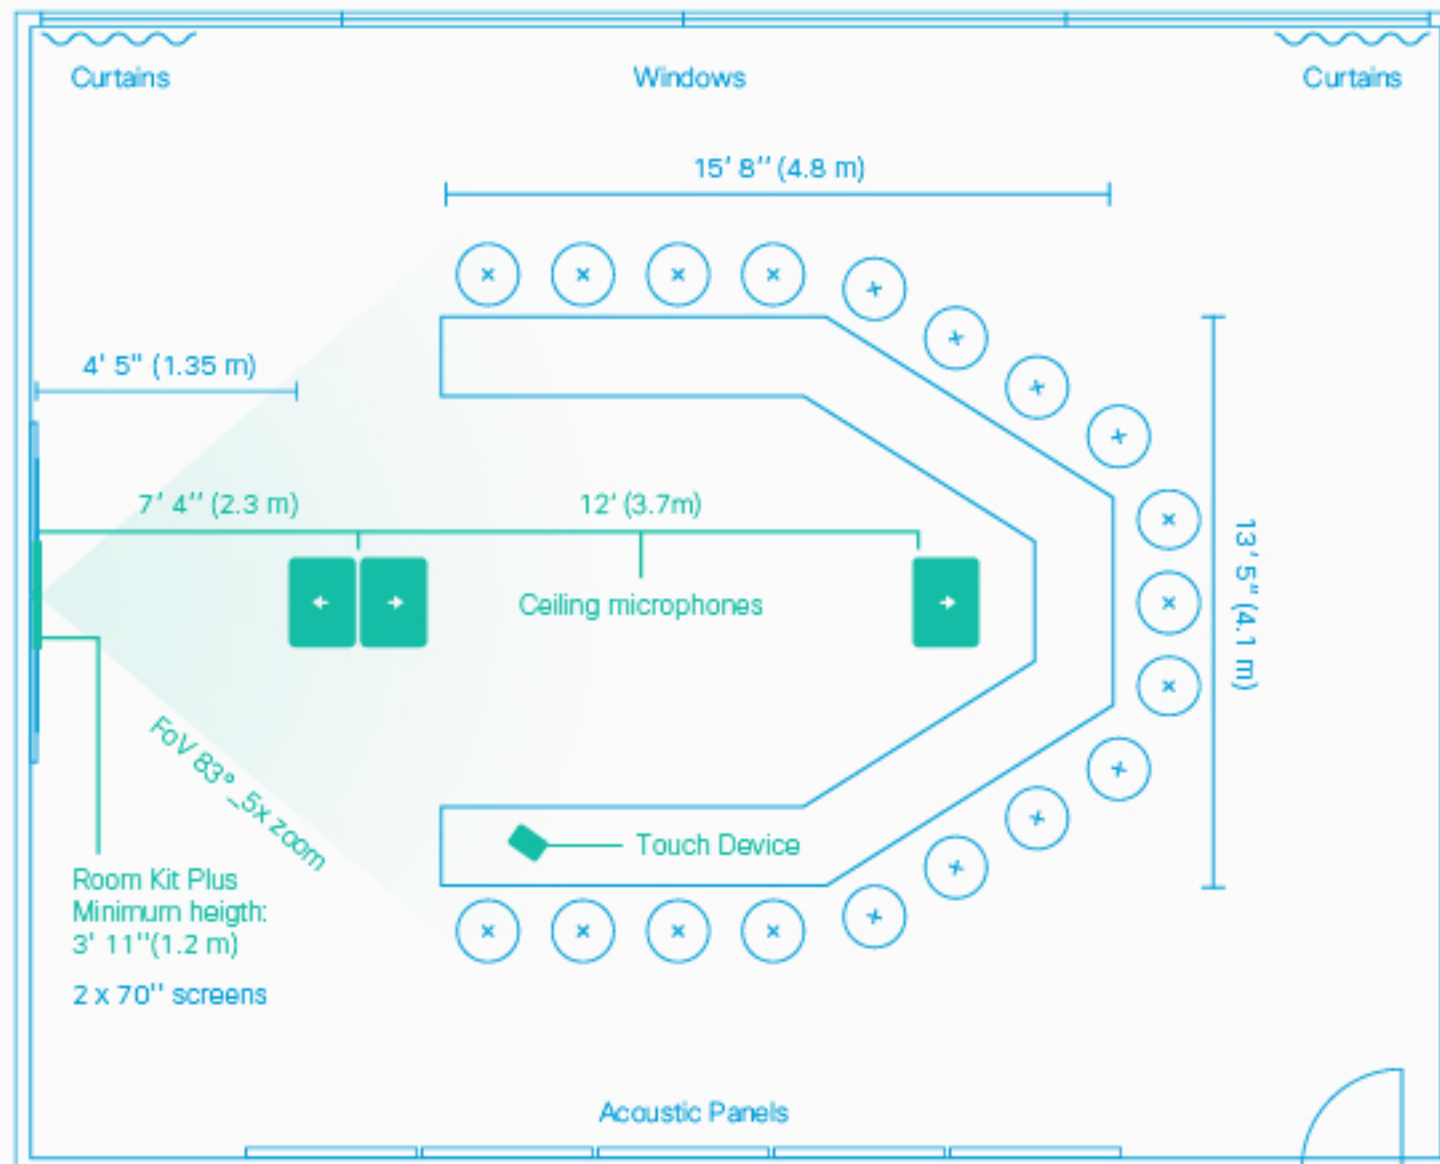 Curtains
Windows
Curtains
15' 8'' (4.8 m)
4' 5" (1.35 m)
7' 4'' (2.3 m)
12' (3.7m)
Ceiling microphones
13' 5" (4.1 m)
FoV 83°_5x zoom
Touch Device
Room Kit Plus
Minimum heigth:
3' 11''(1.2 m)
2 x 70'' screens
Acoustic Panels